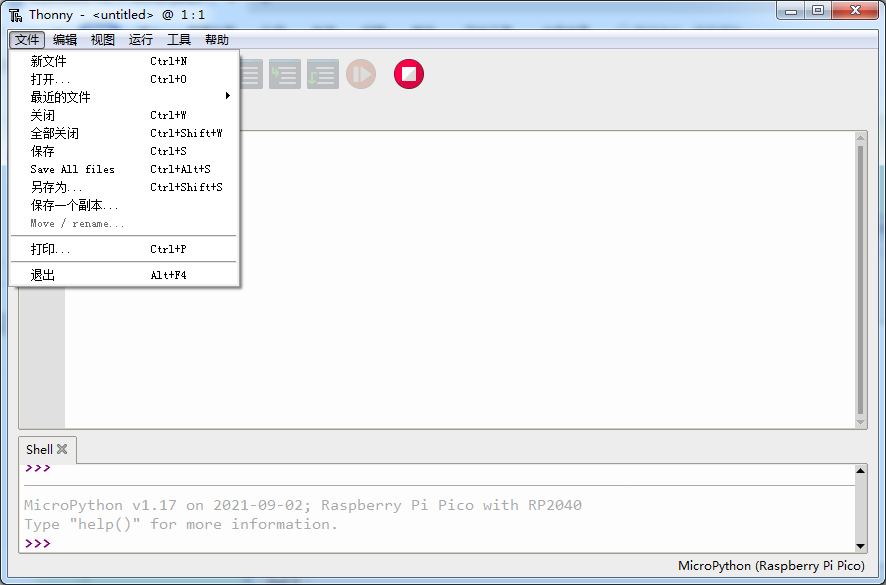 Thonny - <untitled> @ 1:1
文件 编辑 视图 运行 工具 帮助
新文件 Ctrl+N
打开... Ctrl+O
最近的文件
关闭 Ctrl+W
全部关闭 Ctrl+Shift+W
保存 Ctrl+S
Save All files Ctrl+Alt+S
另存为... Ctrl+Shift+S
保存一个副本...
Move / rename...
打印... Ctrl+P
退出 Alt+F4
Shell
>>>
MicroPython v1.17 on 2021-09-02; Raspberry Pi Pico with RP2040
Type "help()" for more information.
>>>
MicroPython (Raspberry Pi Pico)